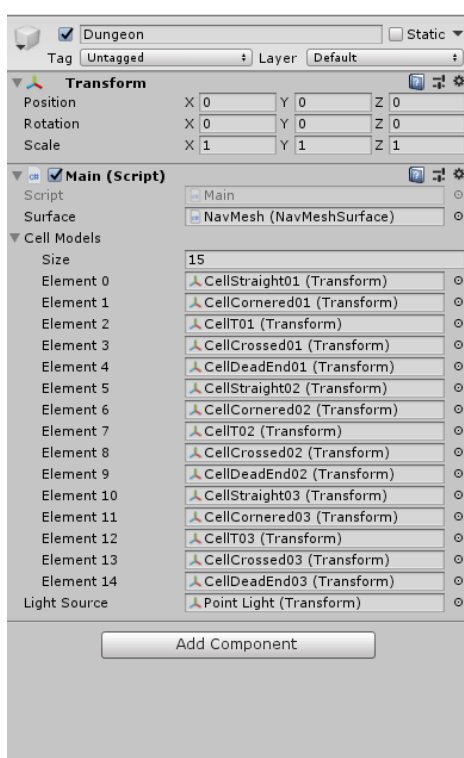 Dungeon Static
Tag Untagged Layer Default
Transform
Position X 0 Y 0 Z 0
Rotation X 0 Y 0 Z 0
Scale X 1 Y 1 Z 1
Main (Script)
Script Main
Surface NavMesh (NavMeshSurface)
Cell Models
Size 15
Element 0 CellStraight01 (Transform)
Element 1 CellCornered01 (Transform)
Element 2 CellT01 (Transform)
Element 3 CellCrossed01 (Transform)
Element 4 CellDeadEnd01 (Transform)
Element 5 CellStraight02 (Transform)
Element 6 CellCornered02 (Transform)
Element 7 CellT02 (Transform)
Element 8 CellCrossed02 (Transform)
Element 9 CellDeadEnd02 (Transform)
Element 10 CellStraight03 (Transform)
Element 11 CellCornered03 (Transform)
Element 12 CellT03 (Transform)
Element 13 CellCrossed03 (Transform)
Element 14 CellDeadEnd03 (Transform)
Light Source Point Light (Transform)
Add Component